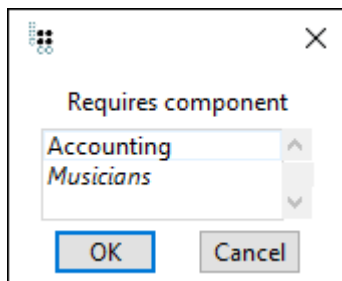 Requires component
Accounting
Musicians
OK
Cancel